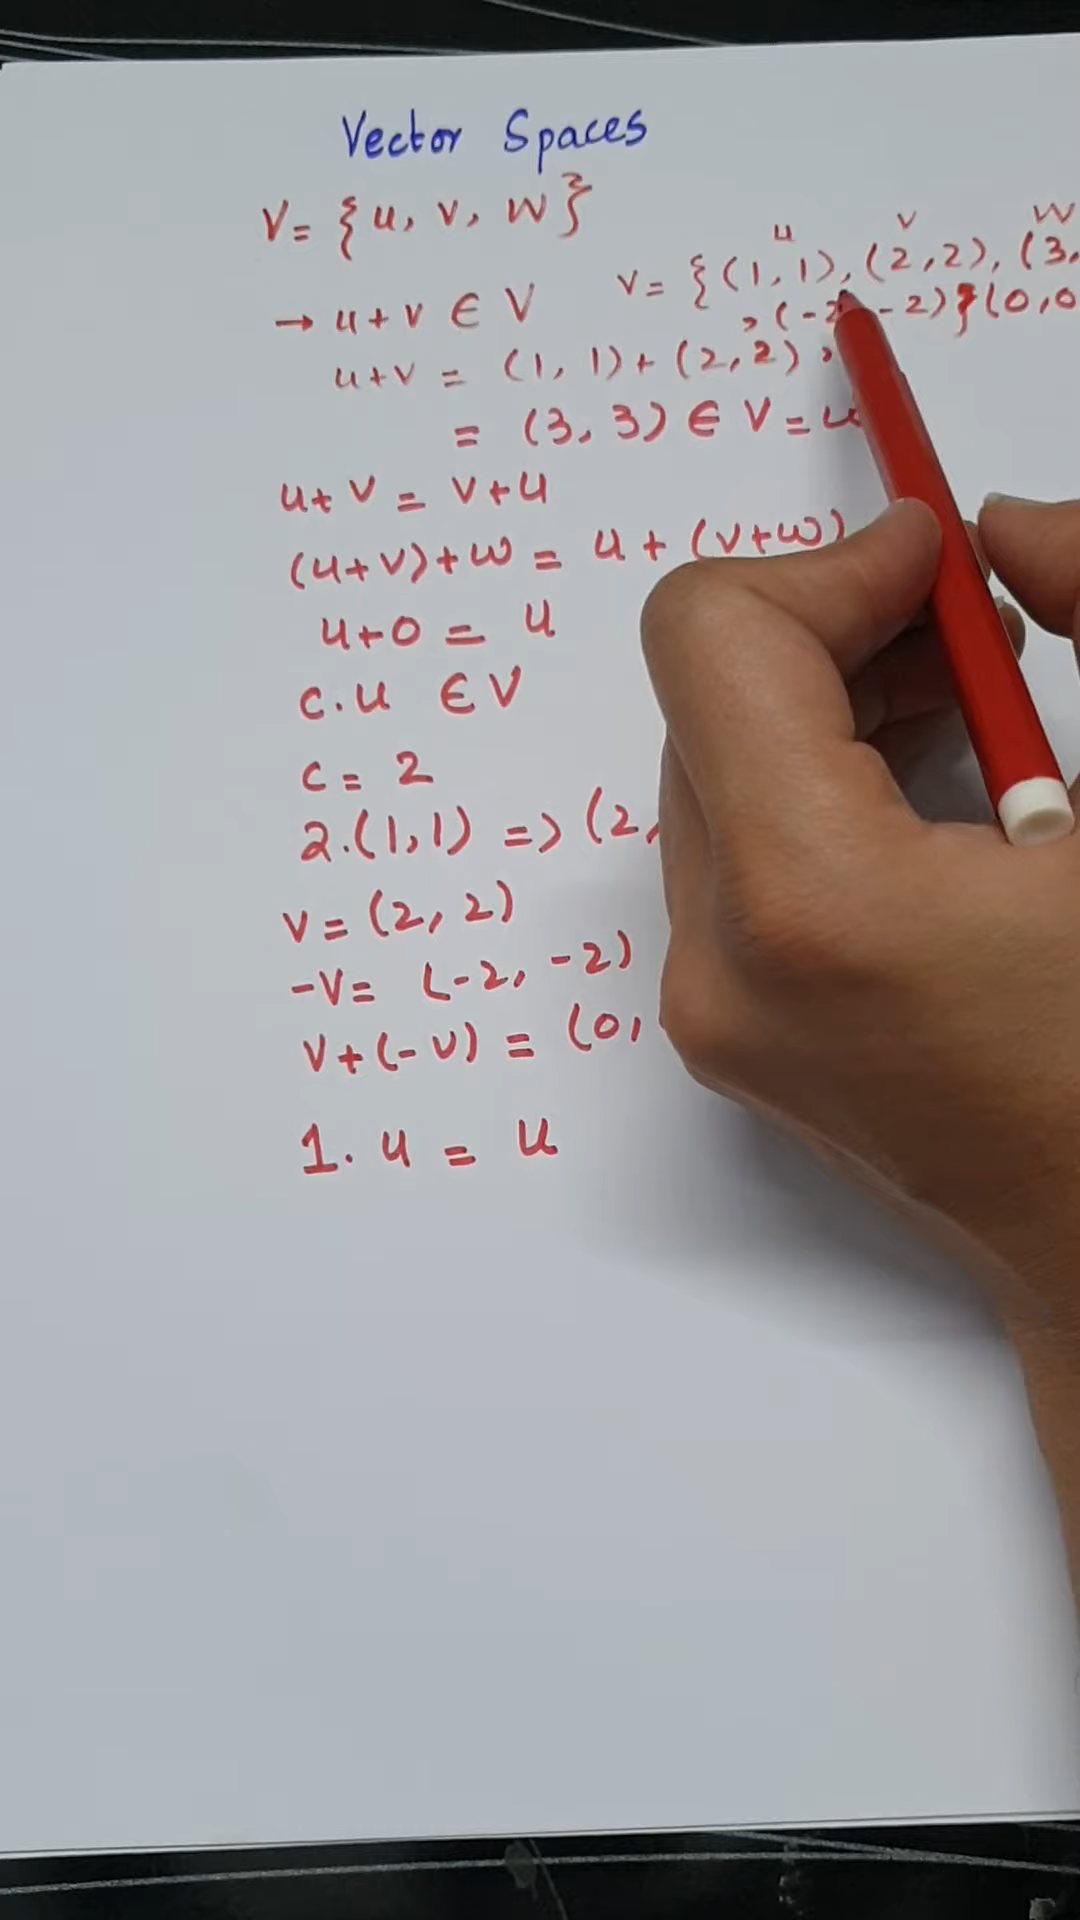 Vector Spaces
V = {u, v, w}
V = {(1, 1), (2, 2), (3,
u v w
, (-2, -2)} (0, 0
→ u + v ∈ V
u + v = (1, 1) + (2, 2)
= (3, 3) ∈ V = u
u + v = v + u
(u + v) + w = u + (v + w)
u + 0 = u
c . u ∈ V
c = 2
2 . (1, 1) => (2,
v = (2, 2)
-v = (-2, -2)
v + (-v) = (0,
1. u = u